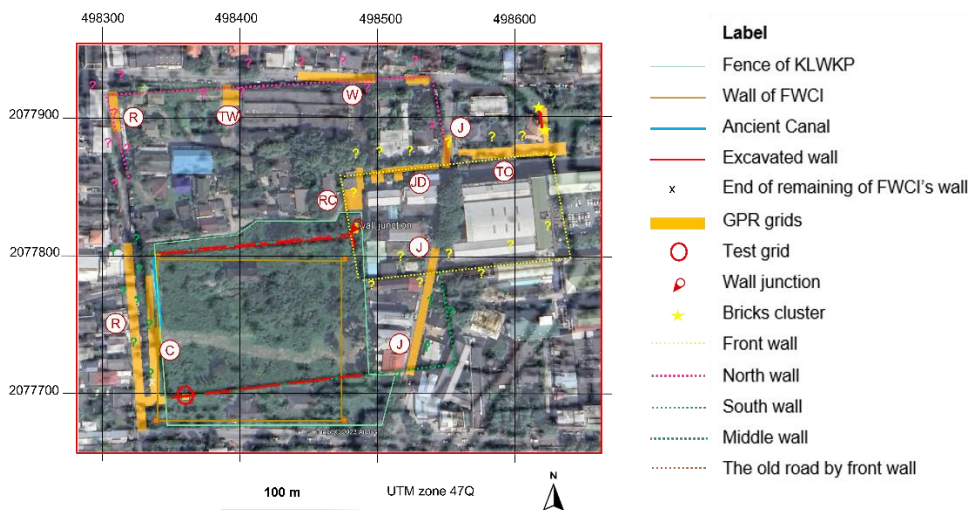 498300 498400 498500 498600
Label
Fence of KLWKP
Wall of FWCI
Ancient Canal
Excavated wall
x End of remaining of FWCI's wall
GPR grids
Test grid
Wall junction
Bricks cluster
Front wall
North wall
South wall
Middle wall
The old road by front wall
2077900
2077800
2077700
W
R
TW
J
TC
JD
RC
wall junction
J
R
C
J
100 m
UTM zone 47Q
N